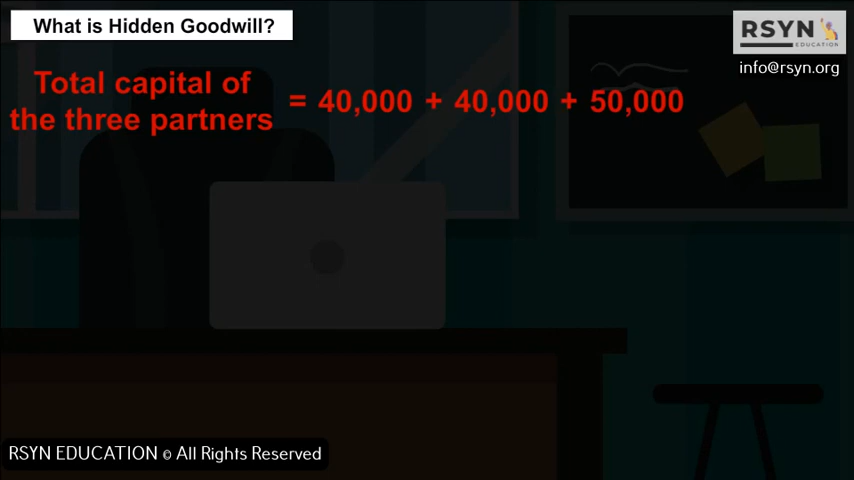 What is Hidden Goodwill?
RSYN
EDUCATION
info@rsyn.org
Total capital of
the three partners
= 40,000 + 40,000 + 50,000
RSYN EDUCATION © All Rights Reserved